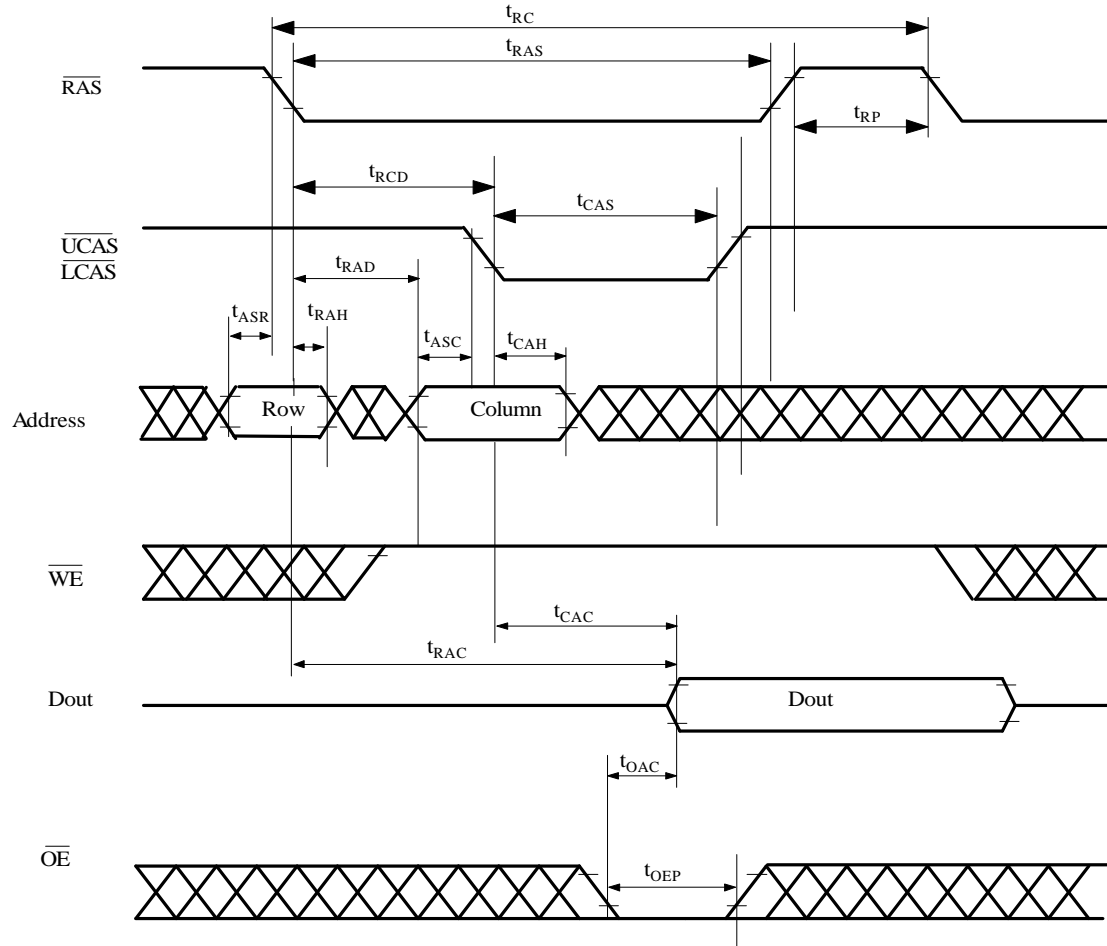 tRC
tRAS
RAS
tRP
tRCD
tCAS
UCAS
LCAS
tRAD
tASR
tRAH
tASC
tCAH
Address
Row
Column
WE
tCAC
tRAC
Dout
Dout
tOAC
OE
tOEP